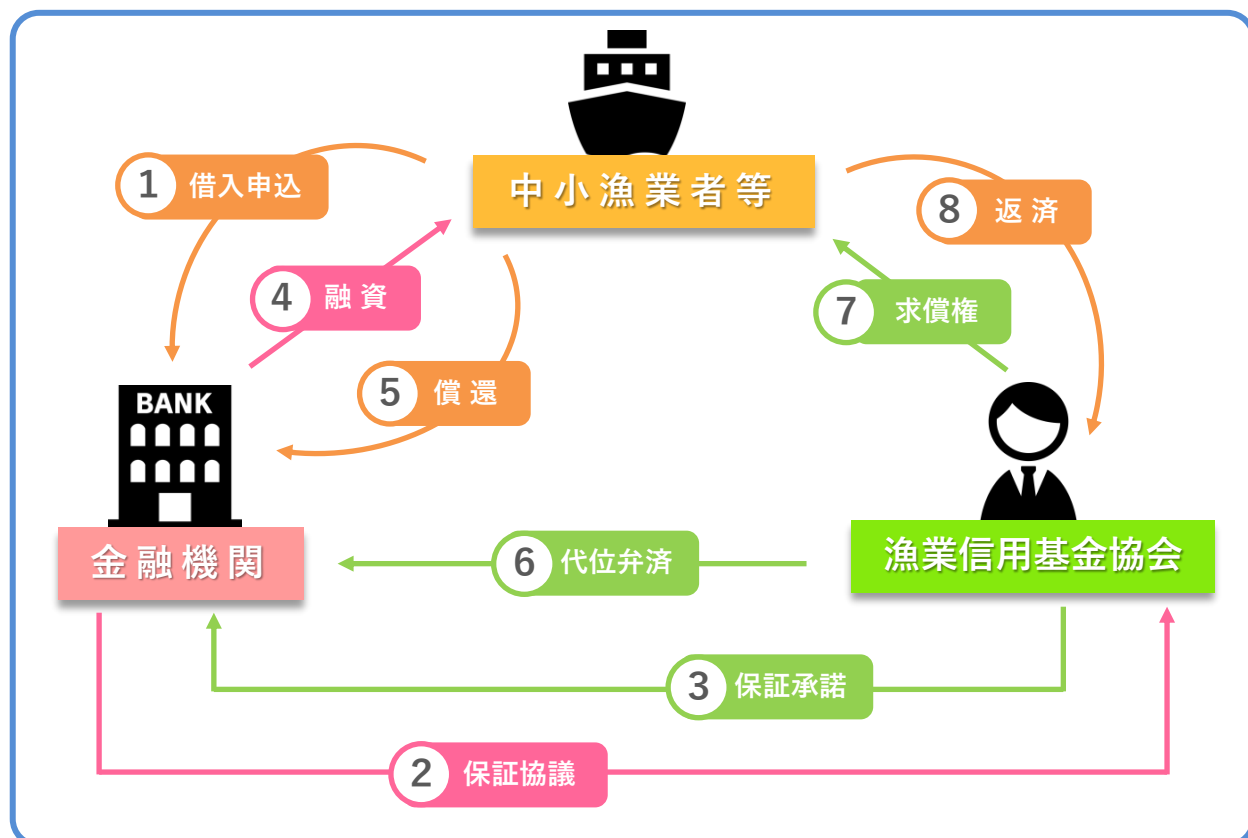 1 借入申込
中小漁業者等
8 返済
4 融資
7 求償権
5 償還
BANK
金融機関
6 代位弁済
漁業信用基金協会
3 保証承諾
2 保証協議